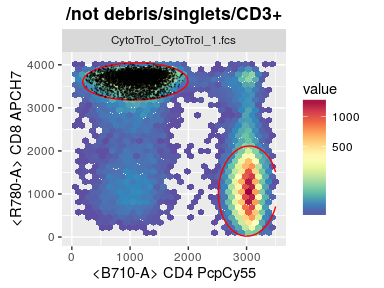 /not debris/singlets/CD3+
CytoTrol_CytoTrol_1.fcs
<R780-A> CD8 APCH7
4000
3000
2000
1000
0
0
1000
2000
3000
<B710-A> CD4 PcpCy55
value
1000
500